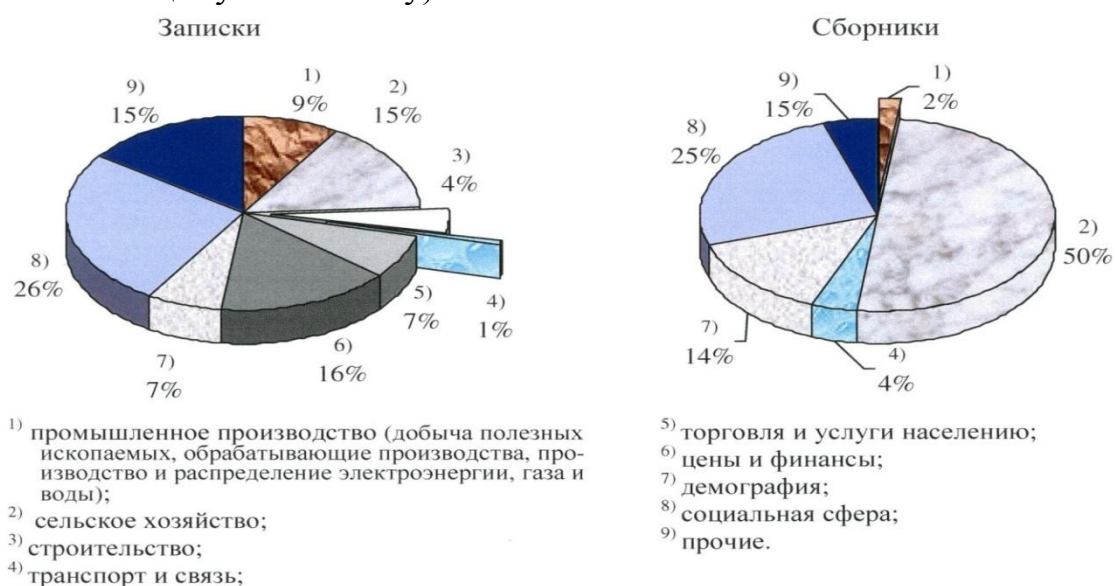 Записки
Сборники
1)
9%
2)
15%
3)
4%
4)
1%
5)
7%
6)
16%
7)
7%
8)
26%
9)
15%
1)
2%
2)
50%
4)
4%
7)
14%
8)
25%
9)
15%
1) промышленное производство (добыча полезных
ископаемых, обрабатывающие производства, про-
изводство и распределение электроэнергии, газа и
воды);
2) сельское хозяйство;
3) строительство;
4) транспорт и связь;
5) торговля и услуги населению;
6) цены и финансы;
7) демография;
8) социальная сфера;
9) прочие.